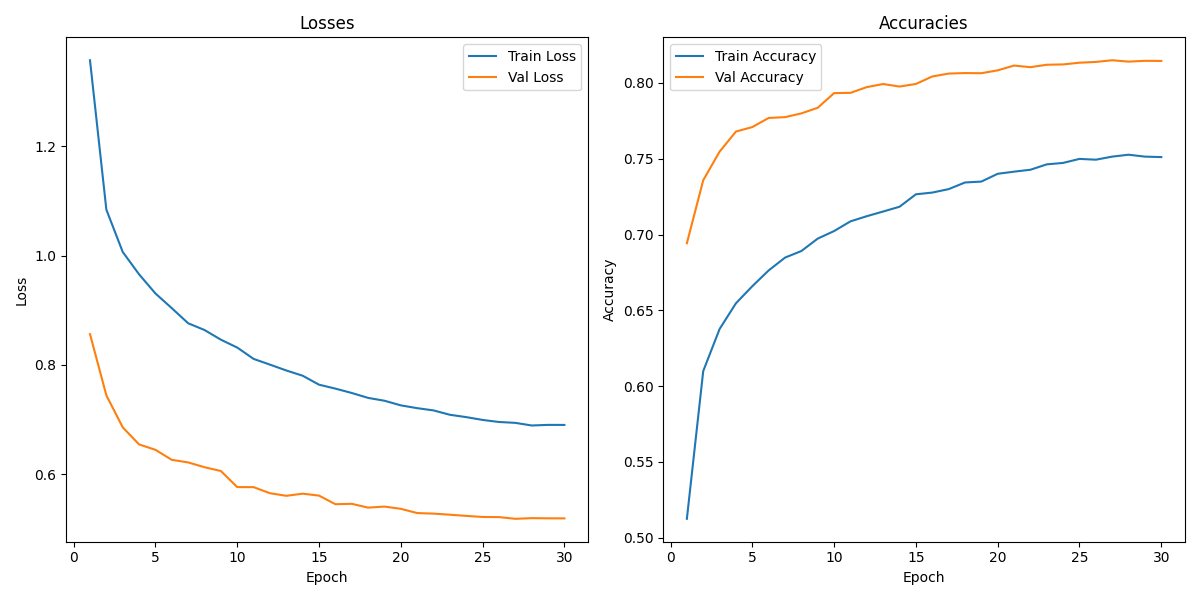 Losses
Train Loss
Val Loss
1.2
1.0
0.8
0.6
Loss
0 5 10 15 20 25 30
Epoch
Accuracies
Train Accuracy
Val Accuracy
0.80
0.75
0.70
0.65
0.60
0.55
0.50
Accuracy
0 5 10 15 20 25 30
Epoch